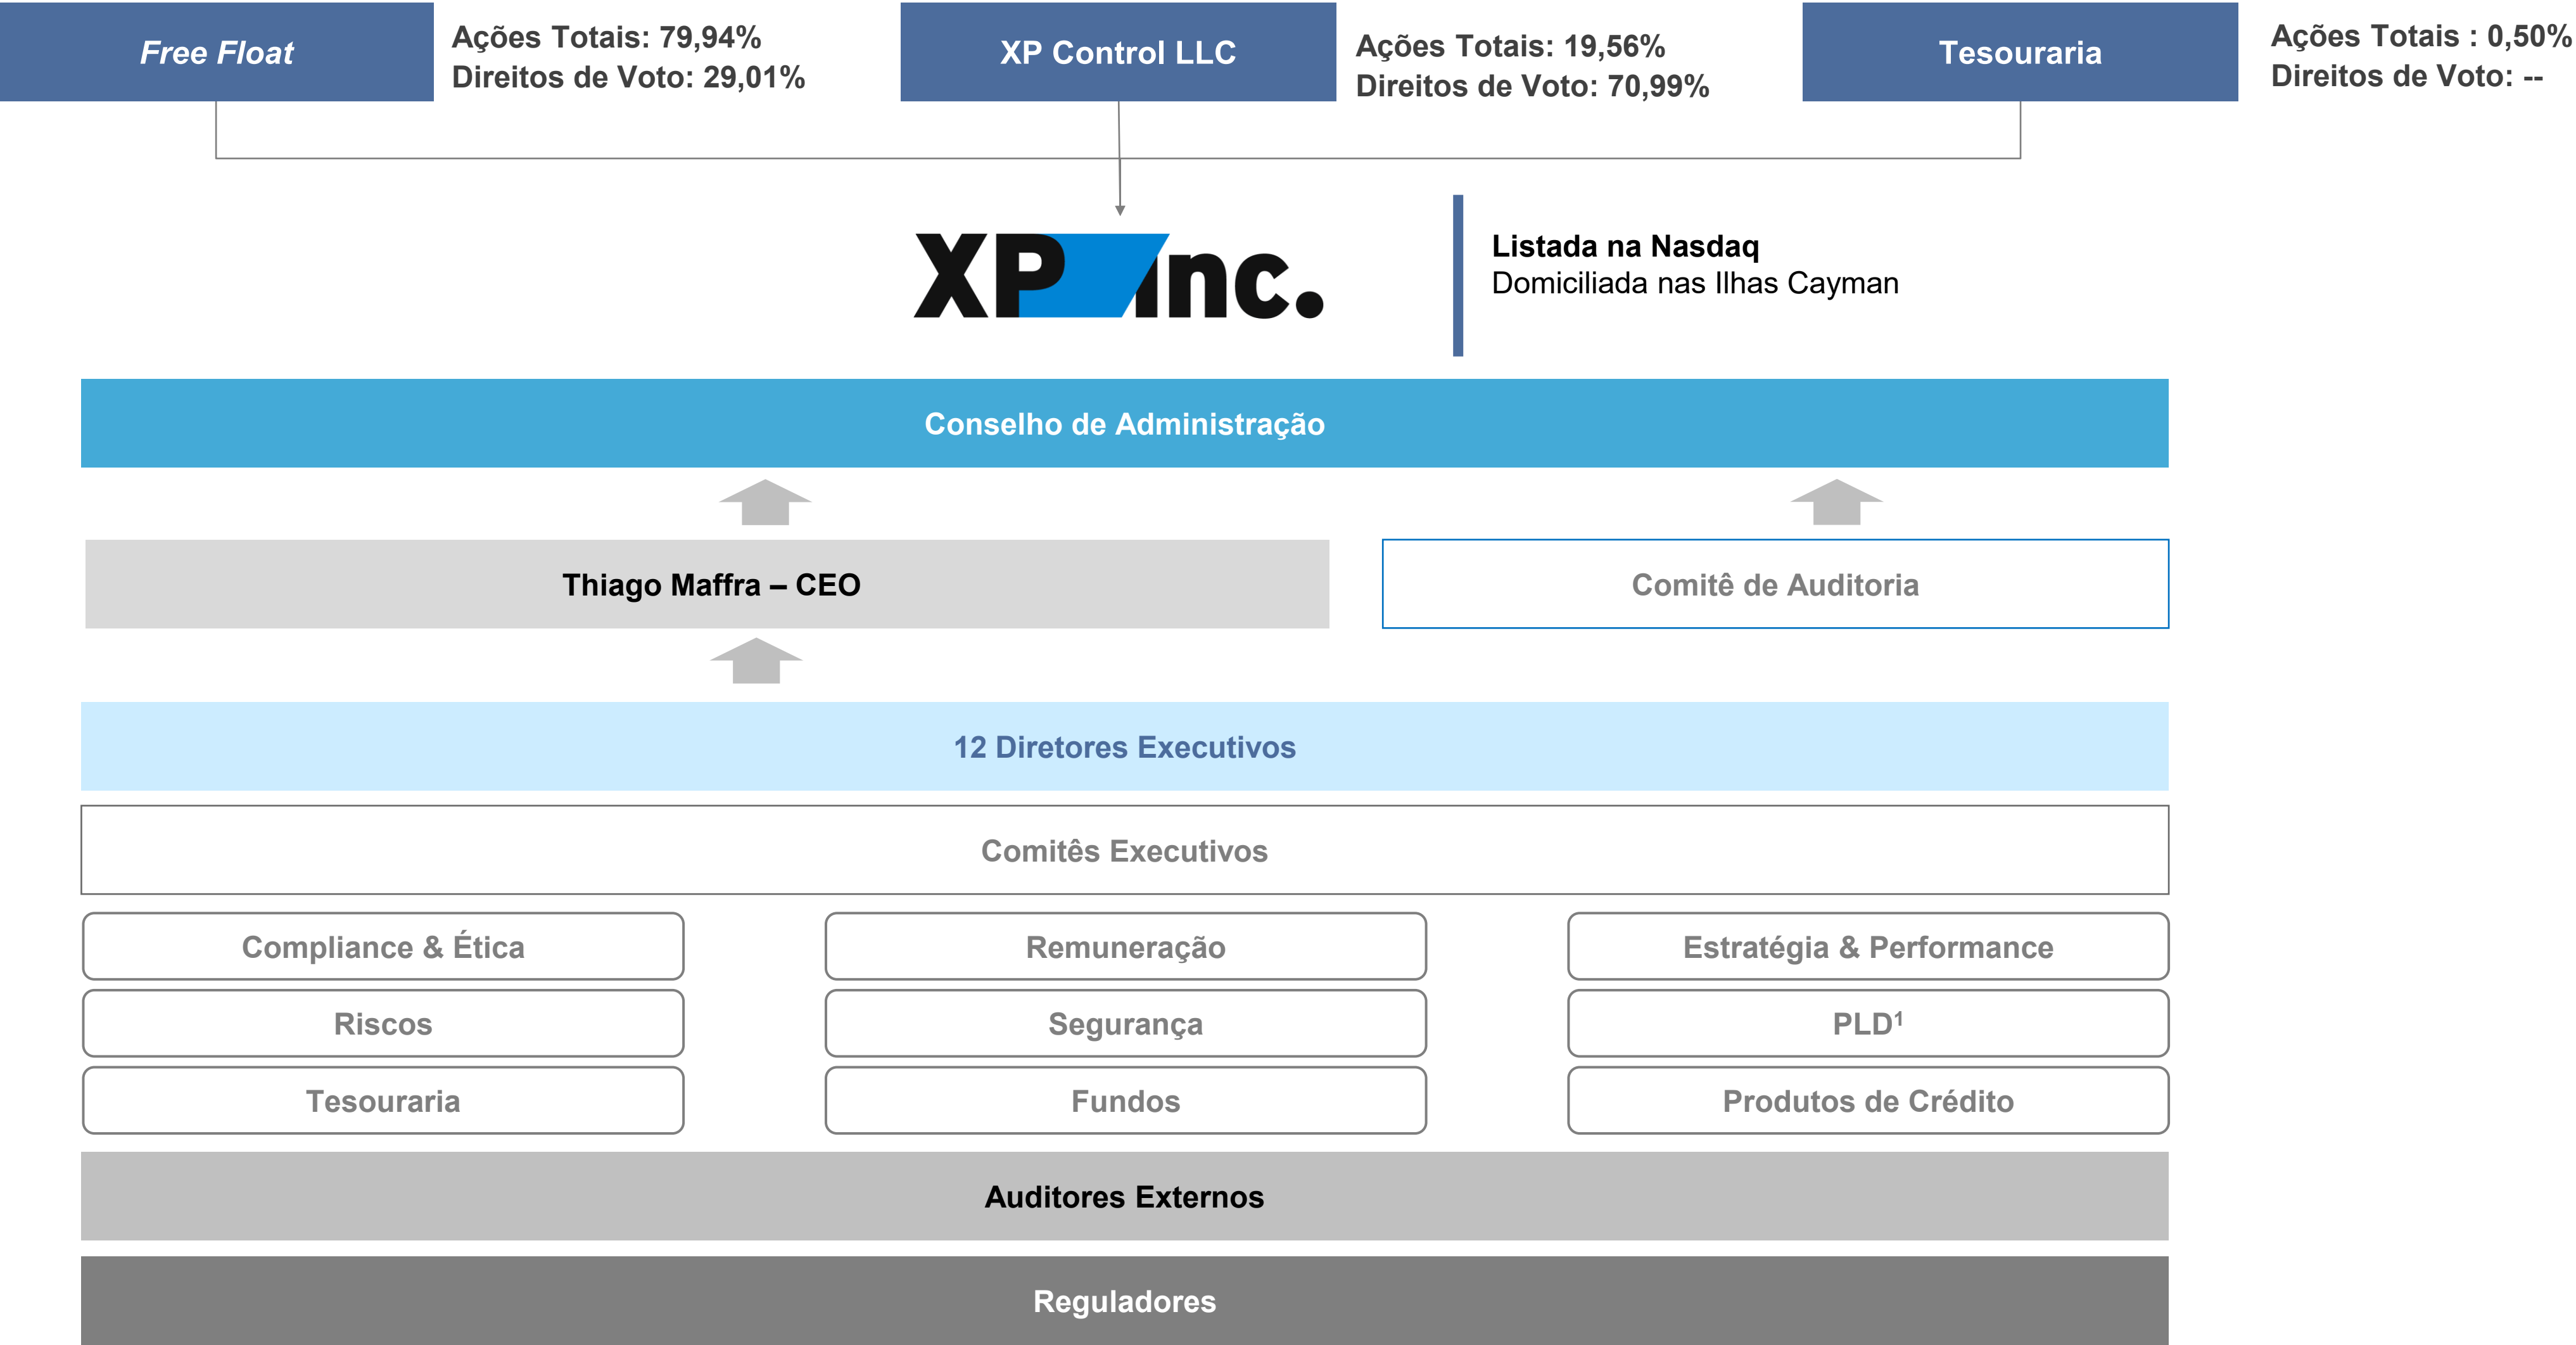 Free Float
Ações Totais: 79,94%
Direitos de Voto: 29,01%
XP Control LLC
Ações Totais: 19,56%
Direitos de Voto: 70,99%
Tesouraria
Ações Totais : 0,50%
Direitos de Voto: --
XP Inc.
Listada na Nasdaq
Domiciliada nas Ilhas Cayman
Conselho de Administração
Thiago Maffra – CEO
Comitê de Auditoria
12 Diretores Executivos
Comitês Executivos
Compliance & Ética
Remuneração
Estratégia & Performance
Riscos
Segurança
PLD¹
Tesouraria
Fundos
Produtos de Crédito
Auditores Externos
Reguladores